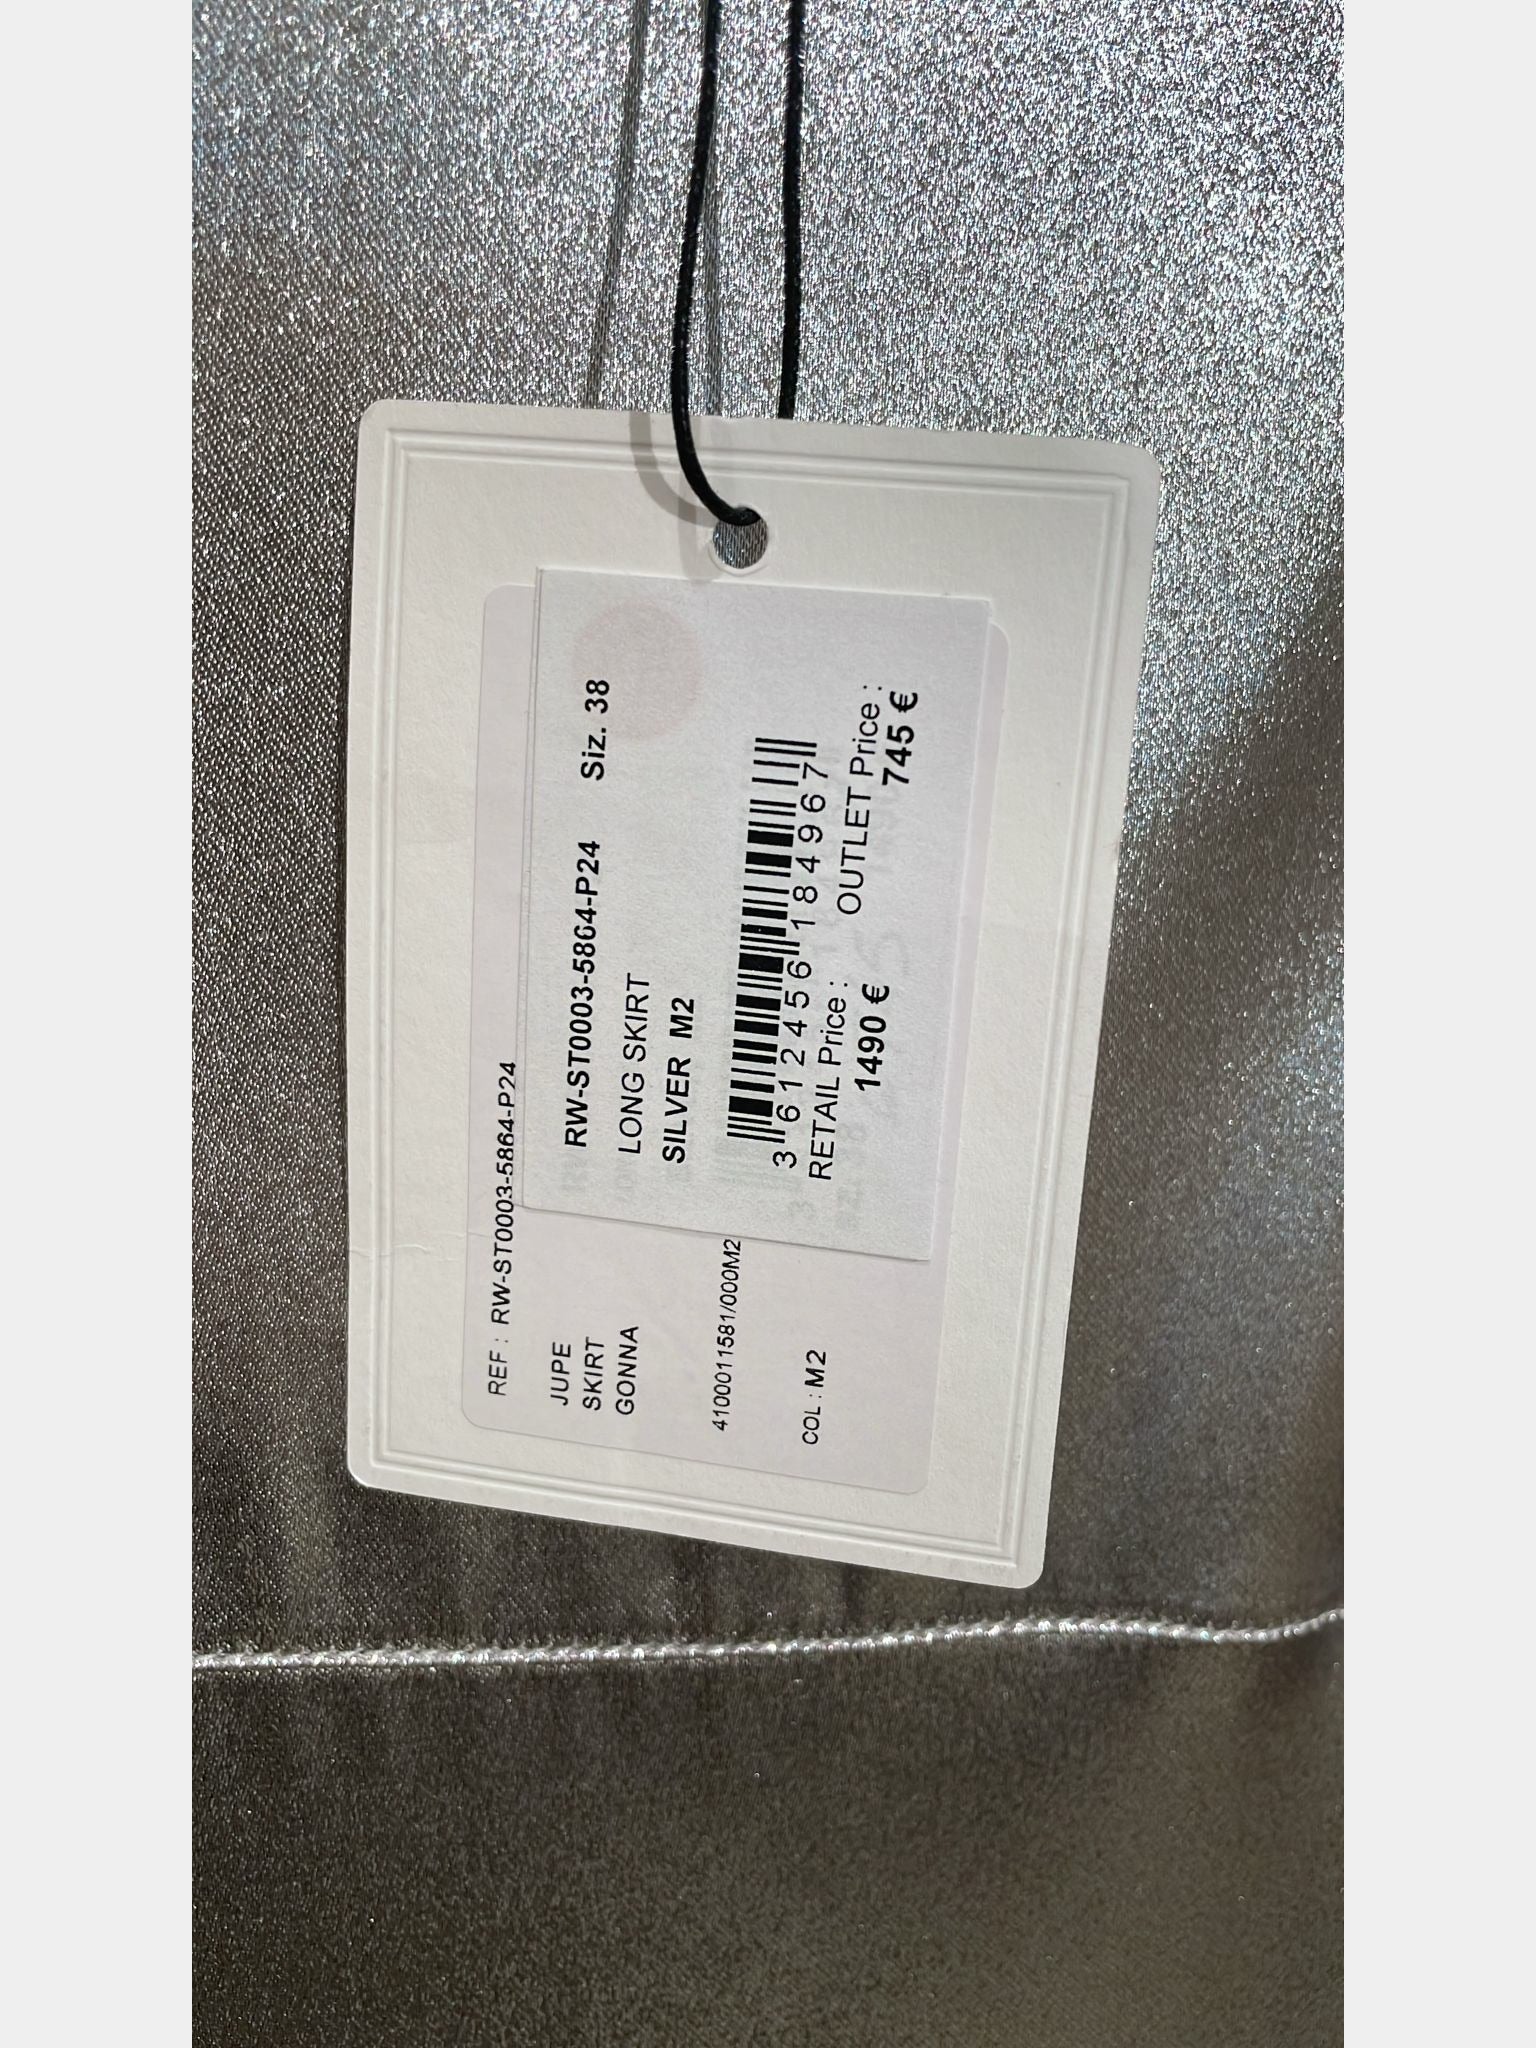 REF : RW-ST0003-5864-P24
JUPE
SKIRT
GONNA
4100011581/000M2
COL : M2
RW-ST0003-5864-P24 Siz. 38
LONG SKIRT
SILVER M2
3 612456 184967
RETAIL Price : OUTLET Price :
1490 € 745 €